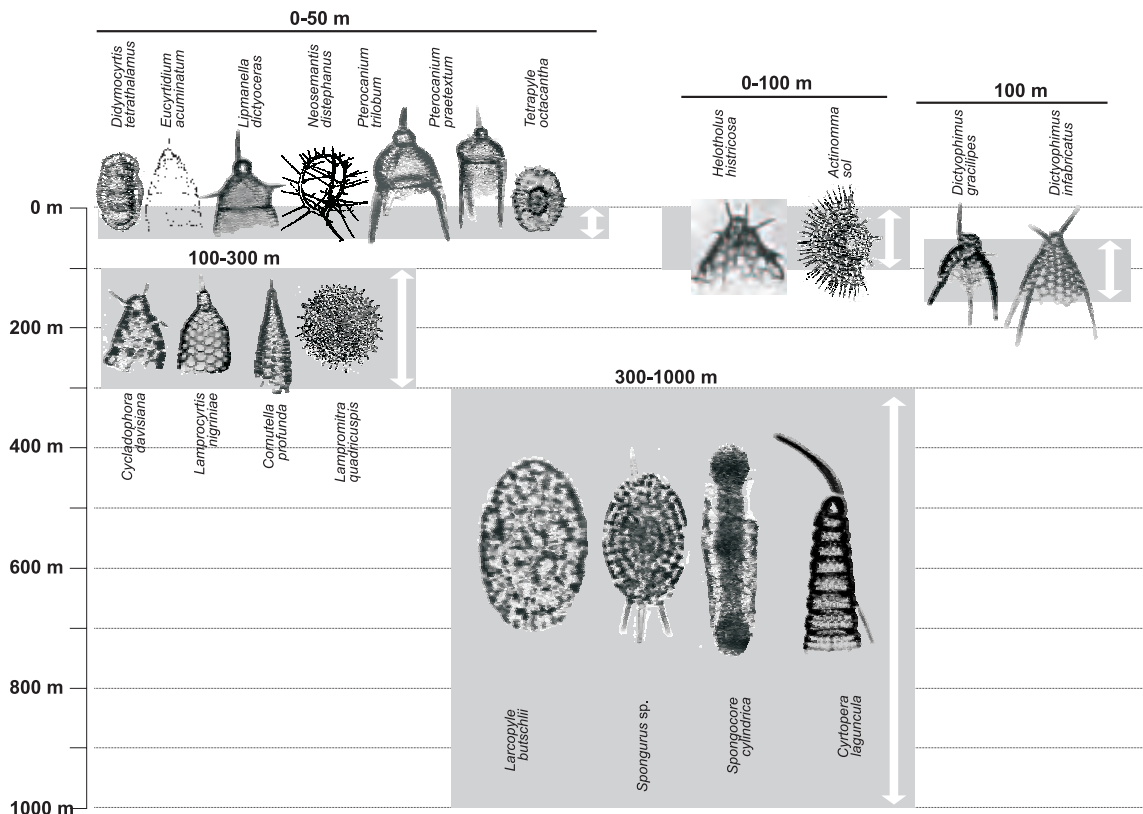 0-50 m
Didymocyrtis
tetrathalamus
Eucyrtidium
acuminatum
Lipmanella
dictyoceras
Neosemantis
distephanus
Pterocanium
trilobum
Pterocanium
praetextum
Tetrapyle
octacantha
0-100 m
Helotholus
histricosa
Actinomma
sol
100 m
Dictyophimus
gracilipes
Dictyophimus
infabricatus
0 m
100-300 m
200 m
Cycladophora
davisiana
Lamprocyrtis
nigriniae
Cornutella
profunda
Lampromitra
quadricuspis
300-1000 m
400 m
600 m
800 m
Larcopyle
butschlii
Spongurus sp.
Spongocore
cylindrica
Cyrtopera
laguncula
1000 m